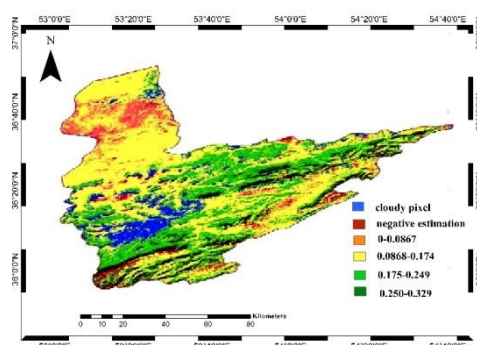 53°0'0"E 53°20'0"E 53°40'0"E 54°0'0"E 54°20'0"E 54°40'0"E
N
37°0'0"N
36°40'0"N
36°20'0"N
36°0'0"N
cloudy pixel
negative estimation
0-0.0867
0.0868-0.174
0.175-0.249
0.250-0.329
Kilometers
0 10 20 40 60 80